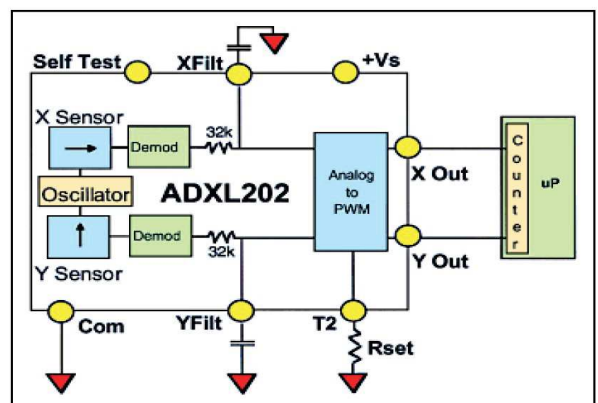 Self Test
XFilt
+Vs
X Sensor
32k
Demod
Analog
to
PWM
X Out
Counter
uP
Oscillator
ADXL202
Demod
32k
Y Sensor
Y Out
Com
YFilt
T2
Rset